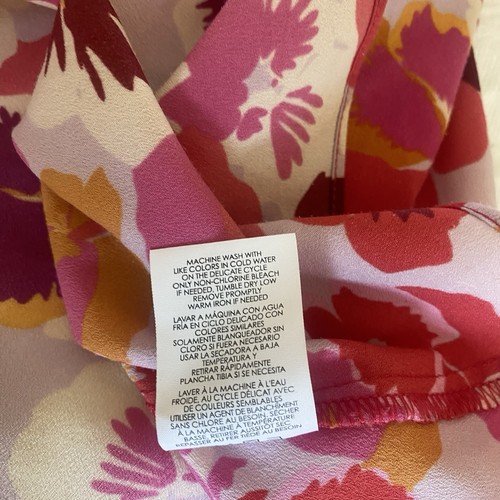 MACHINE WASH WITH
LIKE COLORS IN COLD WATER
ON THE DELICATE CYCLE
ONLY NON-CHLORINE BLEACH
IF NEEDED, TUMBLE DRY LOW
REMOVE PROMPTLY
WARM IRON IF NEEDED
LAVAR A MÁQUINA CON AGUA
FRÍA EN CICLO DELICADO CON
COLORES SIMILARES
SOLAMENTE BLANQUEADOR SIN
CLORO SI FUERA NECESARIO
USAR LA SECADORA A BAJA
TEMPERATURA Y
RETIRAR RÁPIDAMENTE
PLANCHA TIBIA SI SE NECESITA
LAVER À LA MACHINE À L'EAU
FROIDE, AU CYCLE DÉLICAT AVEC
DE COULEURS SEMBLABLES
UTILISER UN AGENT DE BLANCHIMENT
SANS CHLORE AU BESOIN, SÉCHER
À LA MACHINE À TEMPÉRATURE
BASSE, RETIRER AUSSITÔT SEC
REPASSER AU FER TIÈDE AU BESOIN